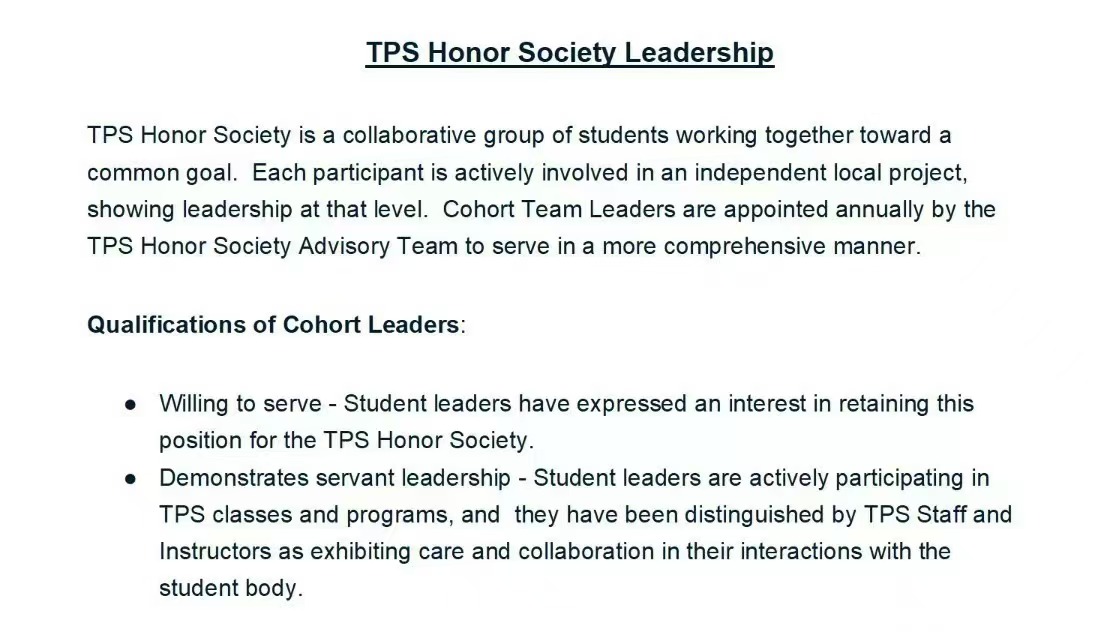 TPS Honor Society Leadership
TPS Honor Society is a collaborative group of students working together toward a
common goal.  Each participant is actively involved in an independent local project,
showing leadership at that level.  Cohort Team Leaders are appointed annually by the
TPS Honor Society Advisory Team to serve in a more comprehensive manner.
Qualifications of Cohort Leaders:
● Willing to serve - Student leaders have expressed an interest in retaining this
position for the TPS Honor Society.
● Demonstrates servant leadership - Student leaders are actively participating in
TPS classes and programs, and  they have been distinguished by TPS Staff and
Instructors as exhibiting care and collaboration in their interactions with the
student body.